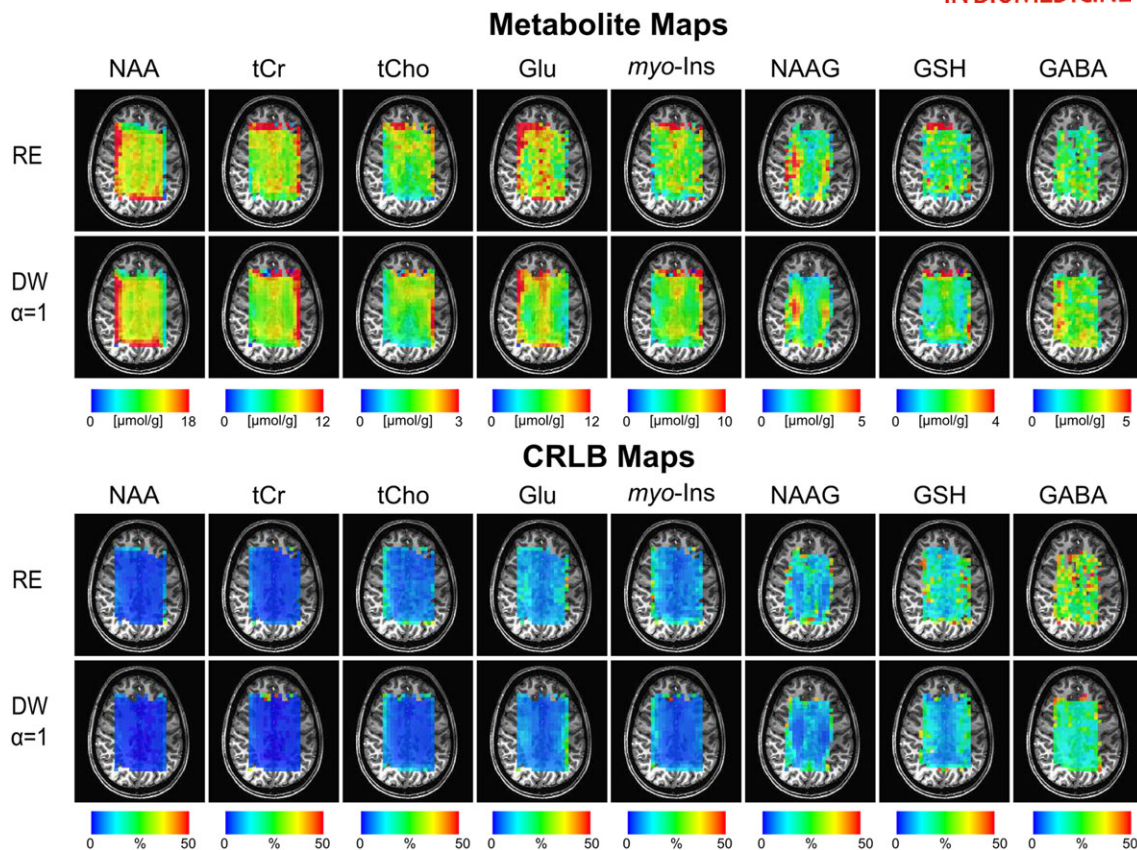 IN BIOMEDICINE
Metabolite Maps
NAA tCr tCho Glu myo-Ins NAAG GSH GABA
RE
DW
α=1
0 [µmol/g] 18 0 [µmol/g] 12 0 [µmol/g] 3 0 [µmol/g] 12 0 [µmol/g] 10 0 [µmol/g] 5 0 [µmol/g] 4 0 [µmol/g] 5
CRLB Maps
NAA tCr tCho Glu myo-Ins NAAG GSH GABA
RE
DW
α=1
0 % 50 0 % 50 0 % 50 0 % 50 0 % 50 0 % 50 0 % 50 0 % 50